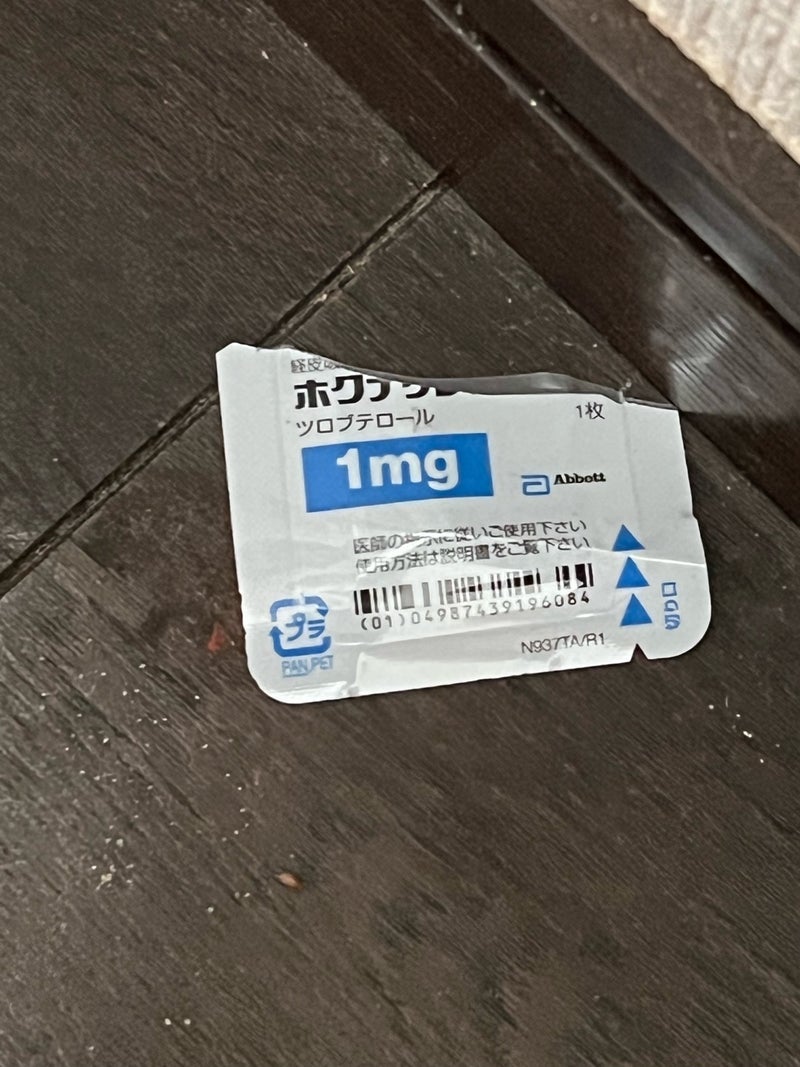 ツロブテロール
1枚
1mg
Abbott
医師の指示に従いご使用下さい
使用方法は説明書をご覧下さい
(01)04987439196084
プラ
PAN,PET
N937TA/R1